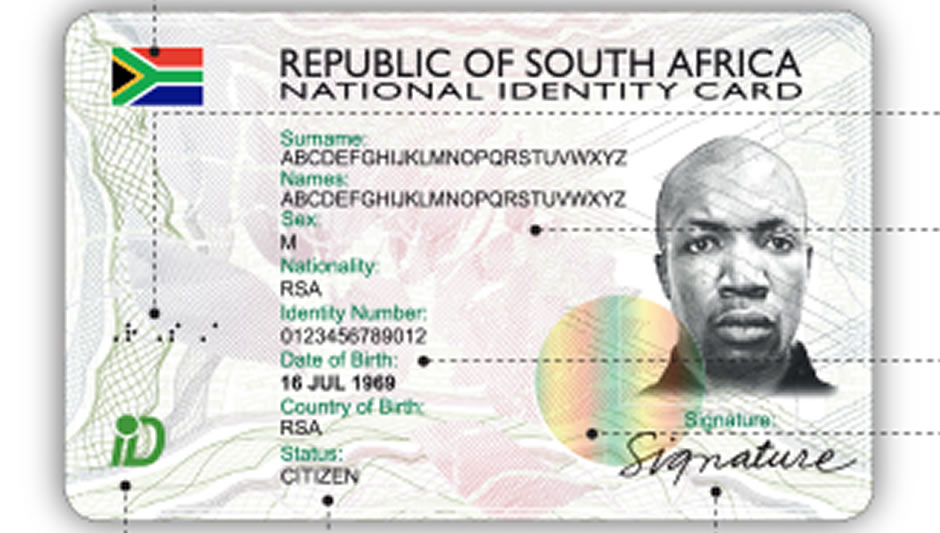 REPUBLIC OF SOUTH AFRICA
NATIONAL IDENTITY CARD
Surname:
ABCDEFGHIJKLMNOPQRSTUVWXYZ
Names:
ABCDEFGHIJKLMNOPQRSTUVWXYZ
Sex:
M
Nationality:
RSA
Identity Number:
0123456789012
Date of Birth:
16 JUL 1969
Country of Birth:
RSA
Status:
CITIZEN
iD
Signature:
Signature